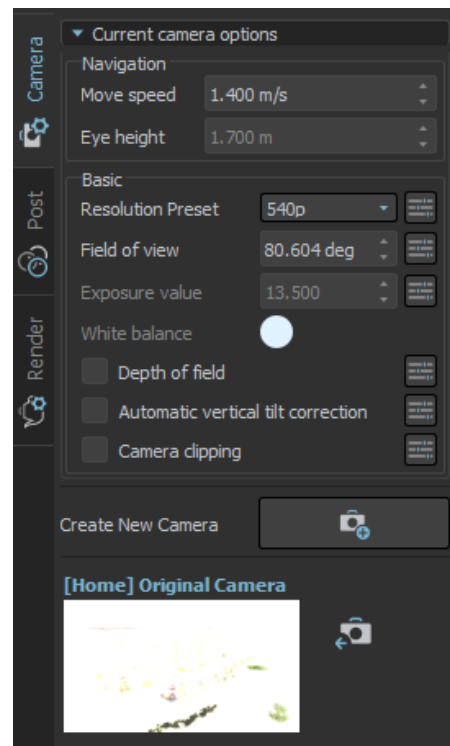 Camera
Post
Render
Current camera options
Navigation
Move speed 1.400 m/s
Eye height 1.700 m
Basic
Resolution Preset 540p
Field of view 80.604 deg
Exposure value 13.500
White balance
Depth of field
Automatic vertical tilt correction
Camera clipping
Create New Camera
[Home] Original Camera